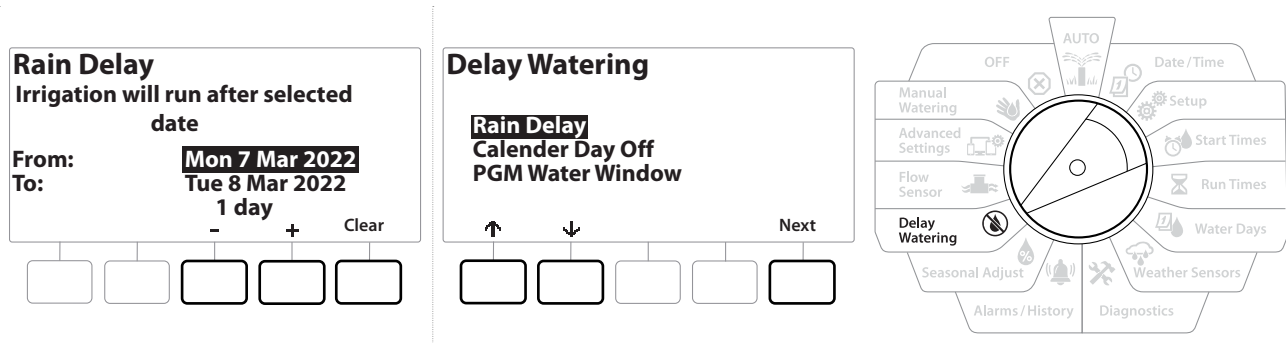 Rain Delay
Irrigation will run after selected
date
From: Mon 7 Mar 2022
To: Tue 8 Mar 2022
1 day
- + Clear
Delay Watering
Rain Delay
Calender Day Off
PGM Water Window
↑ ↓ Next
AUTO
Date/Time
Setup
Start Times
Run Times
Water Days
Weather Sensors
Diagnostics
Alarms/History
Seasonal Adjust
Delay
Watering
Flow
Sensor
Advanced
Settings
Manual
Watering
OFF
1
1
%